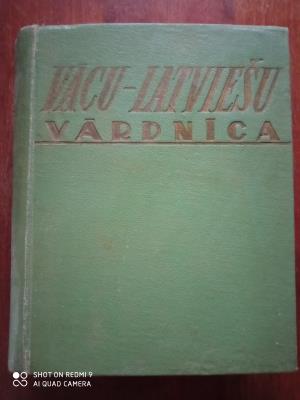 VĀCU-LATVIEŠU
VĀRDNĪCA
SHOT ON REDMI 9
AI QUAD CAMERA